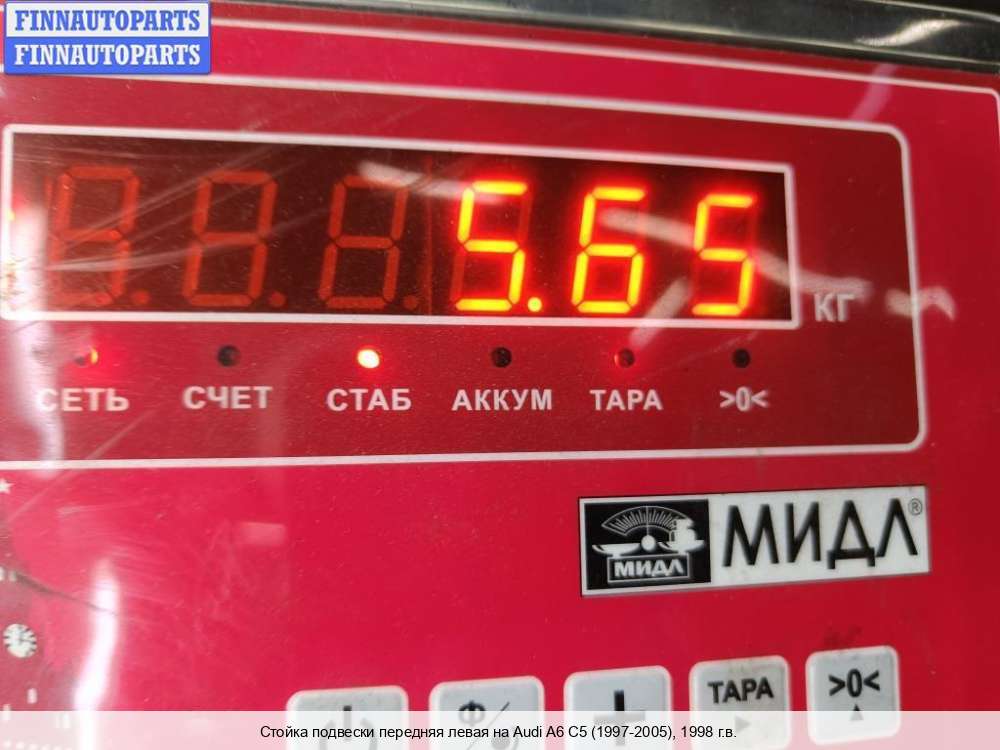 FINNAUTOPARTS
FINNAUTOPARTS
5.65
КГ
СЕТЬ СЧЕТ СТАБ АККУМ ТАРА >0<
МИДЛ МИДЛ®
Ф/
+ ТАРА >0<
Стойка подвески передняя левая на Audi A6 C5 (1997-2005), 1998 г.в.